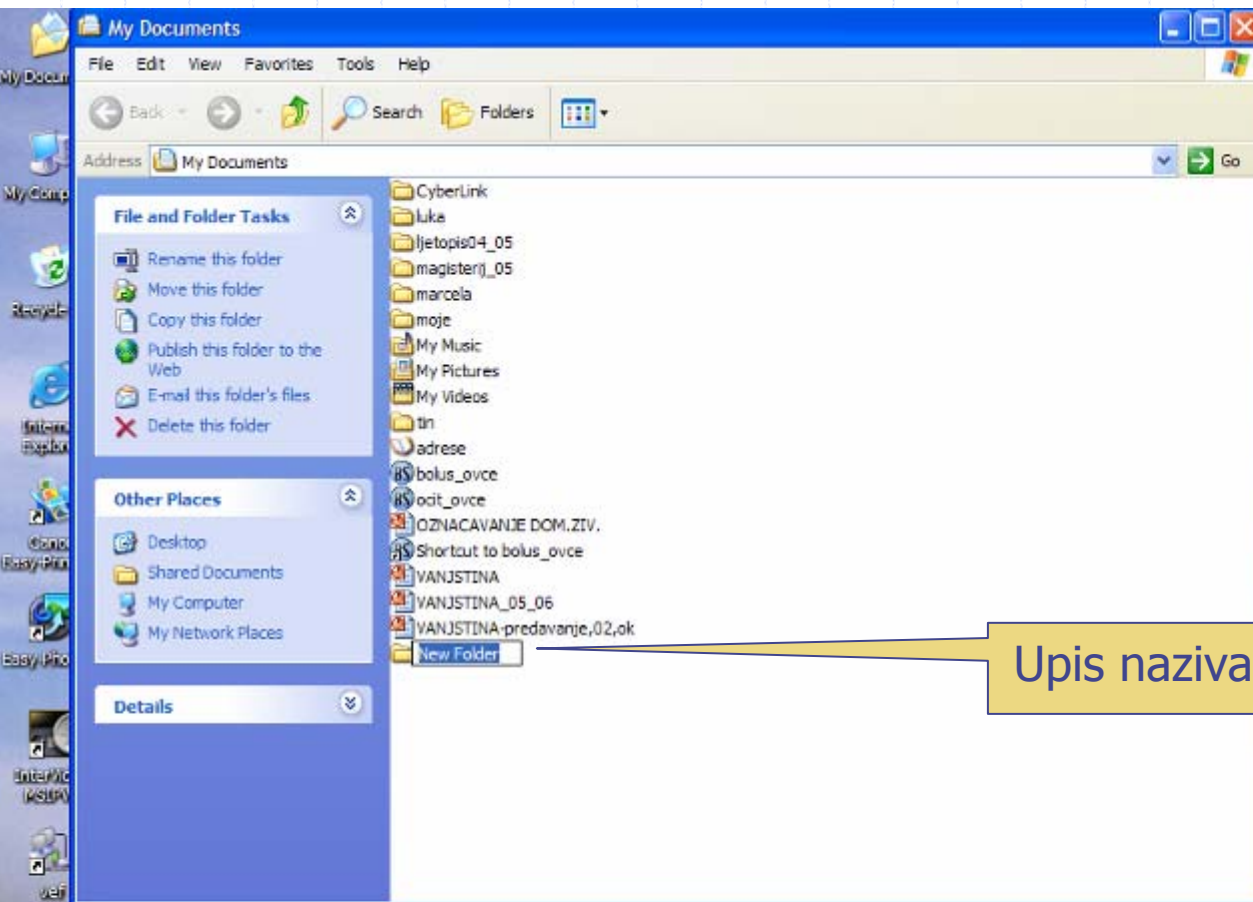 My Documents
File Edit View Favorites Tools Help
Back Search Folders
Address My Documents Go
File and Folder Tasks
Rename this folder
Move this folder
Copy this folder
Publish this folder to the
Web
E-mail this folder's files
Delete this folder
Other Places
Desktop
Shared Documents
My Computer
My Network Places
Details
CyberLink
luka
ljetopis04_05
magisterij_05
marcela
moje
My Music
My Pictures
My Videos
tin
adrese
bolus_ovce
ocit_ovce
OZNACAVANJE DOM.ZIV.
Shortcut to bolus_ovce
VANJSTINA
VANJSTINA_05_06
VANJSTINA-predavanje,02,ok
New Folder
Upis naziva